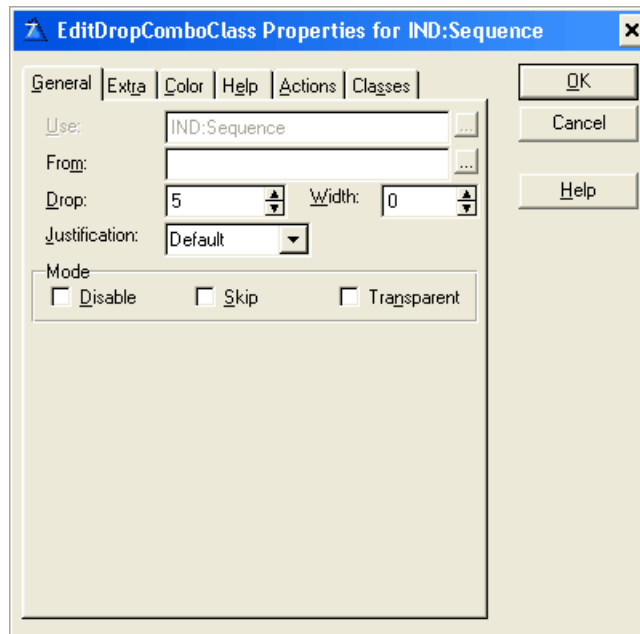 EditDropComboClass Properties for IND:Sequence
General Extra Color Help Actions Classes
OK
Use: IND:Sequence ...
Cancel
From: ...
Drop: 5 Width: 0
Help
Justification: Default
Mode
Disable Skip Transparent